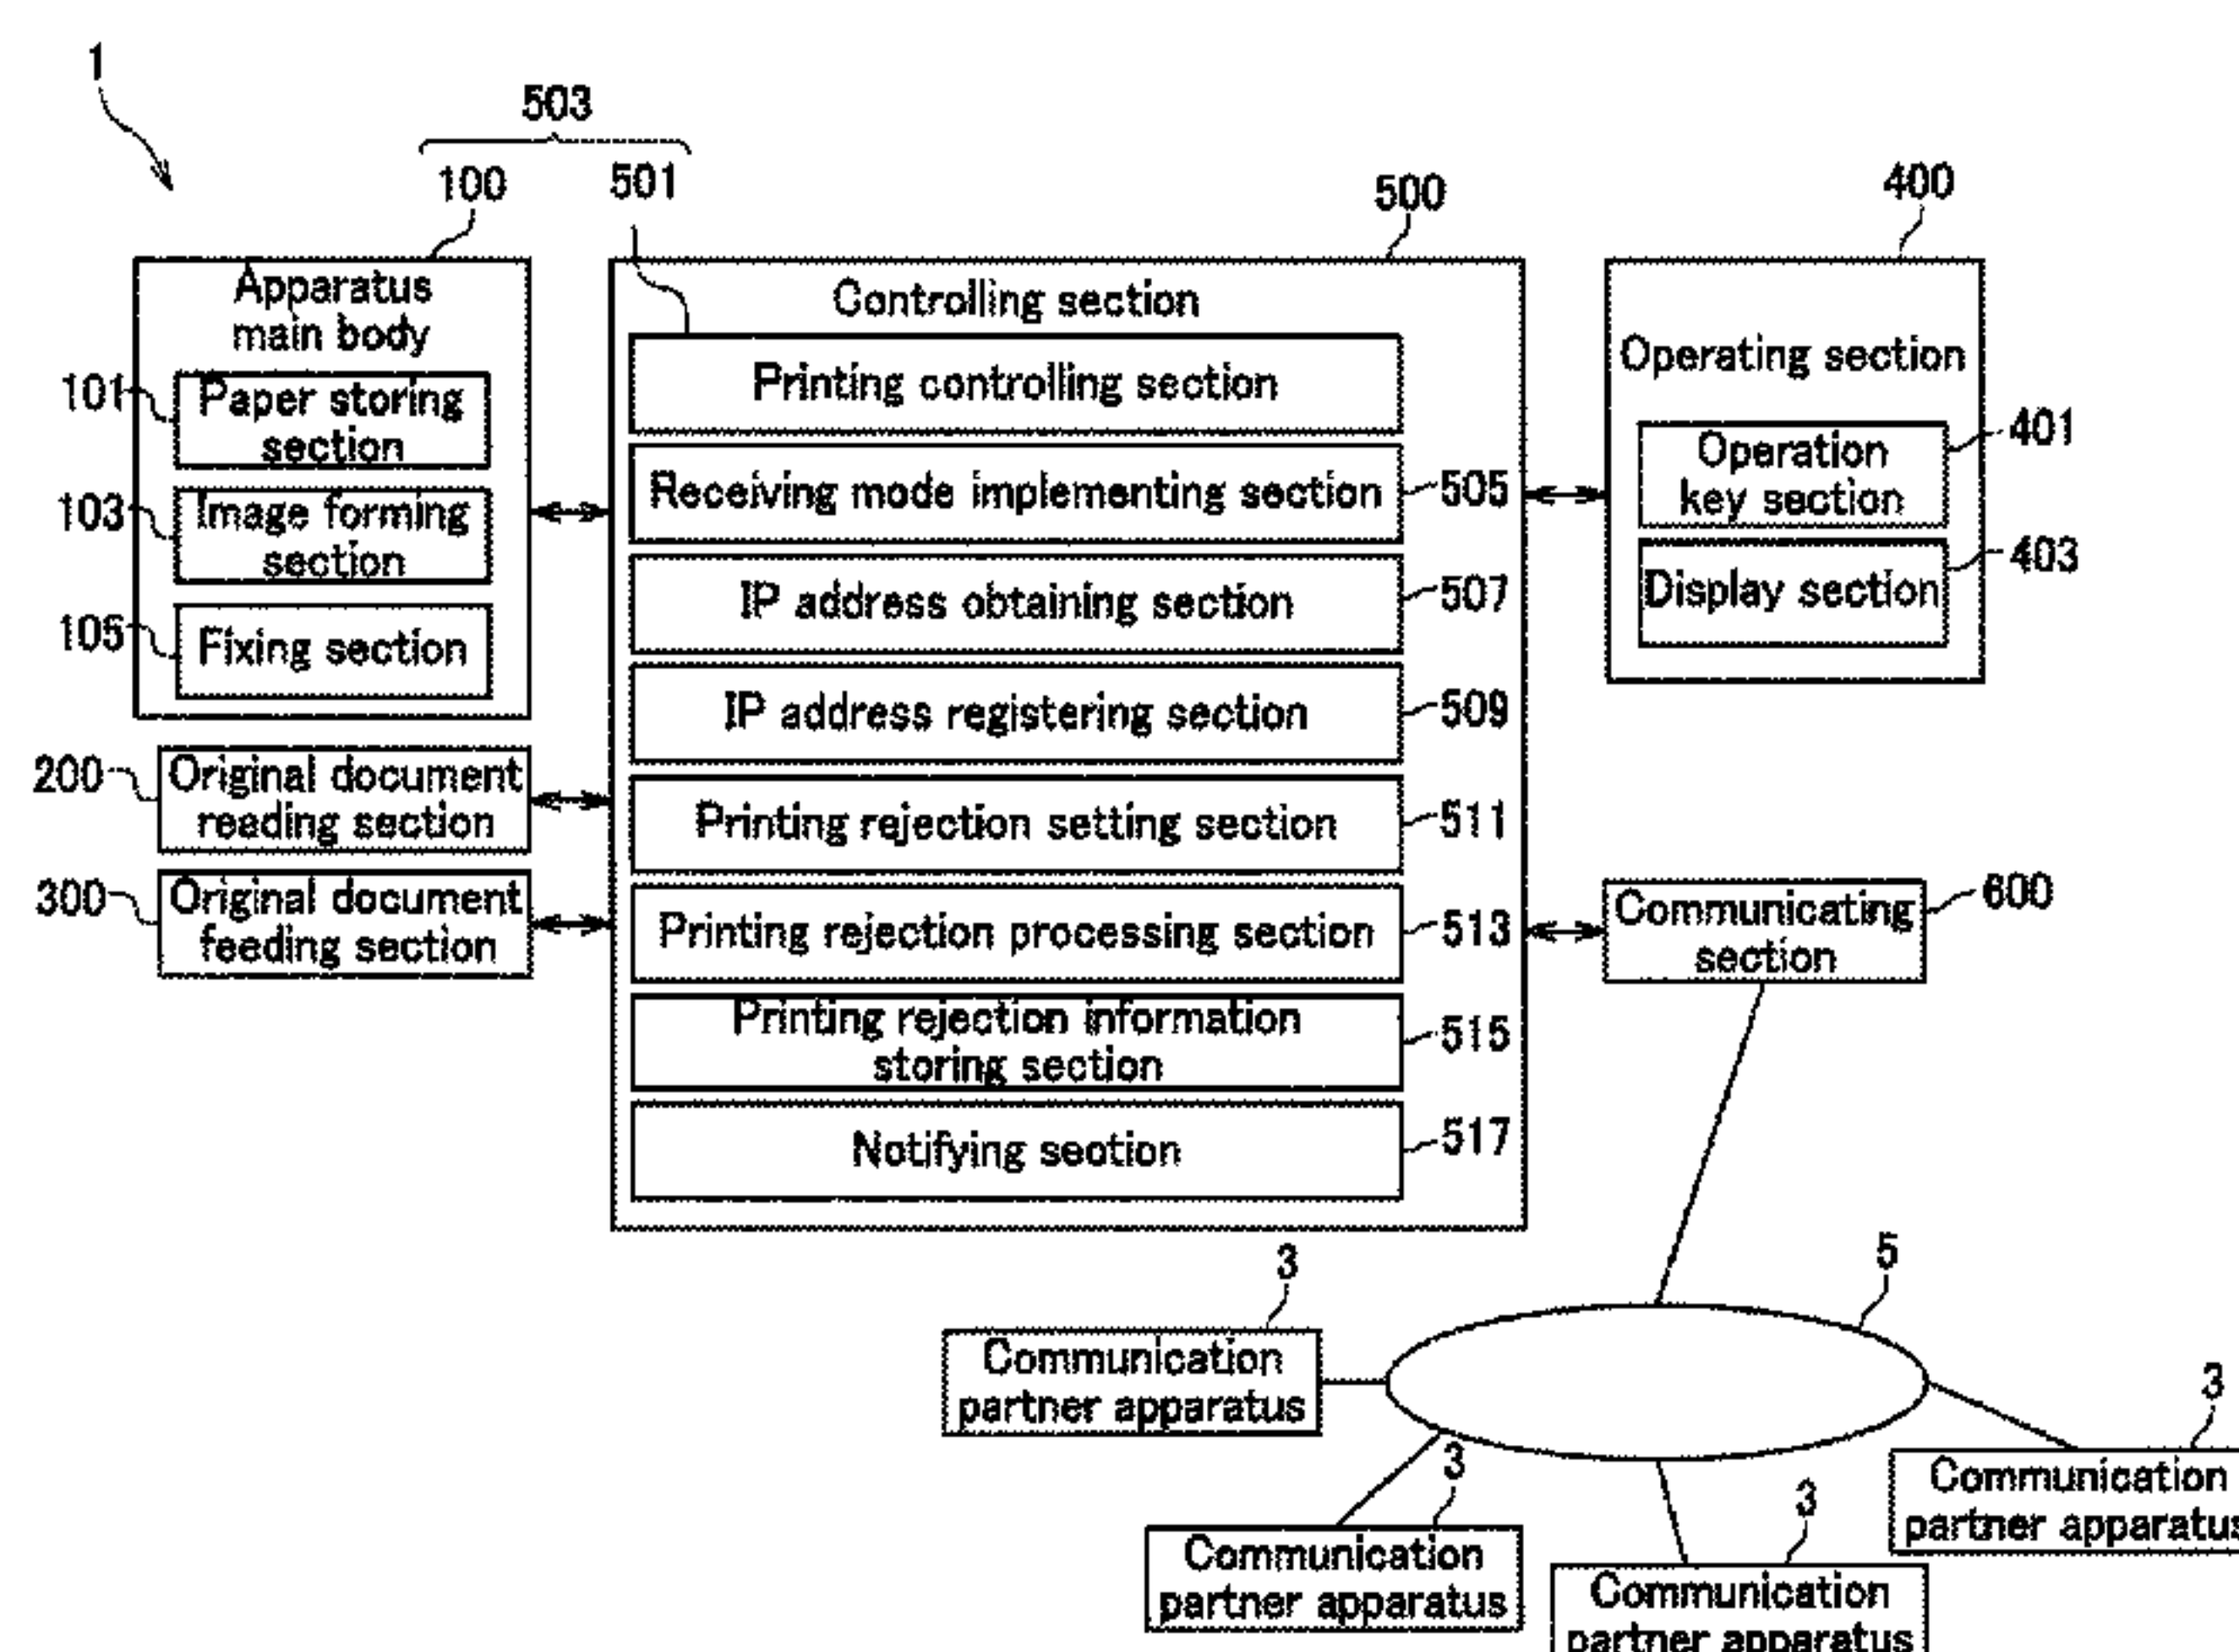 1
503
100
501
500
400
Apparatus
main body
101
Paper storing
section
103
Image forming
section
105
Fixing section
200
Original document
reading section
300
Original document
feeding section
Controlling section
Printing controlling section
Receiving mode implementing section
505
IP address obtaining section
507
IP address registering section
509
Printing rejection setting section
511
Printing rejection processing section
513
Printing rejection information
storing section
515
Notifying section
517
Operating section
Operation
key section
401
Display section
403
Communicating
section
600
5
3
Communication
partner apparatus
3
Communication
partner apparatus
3
Communication
partner apparatus
3
Communication
partner apparatus